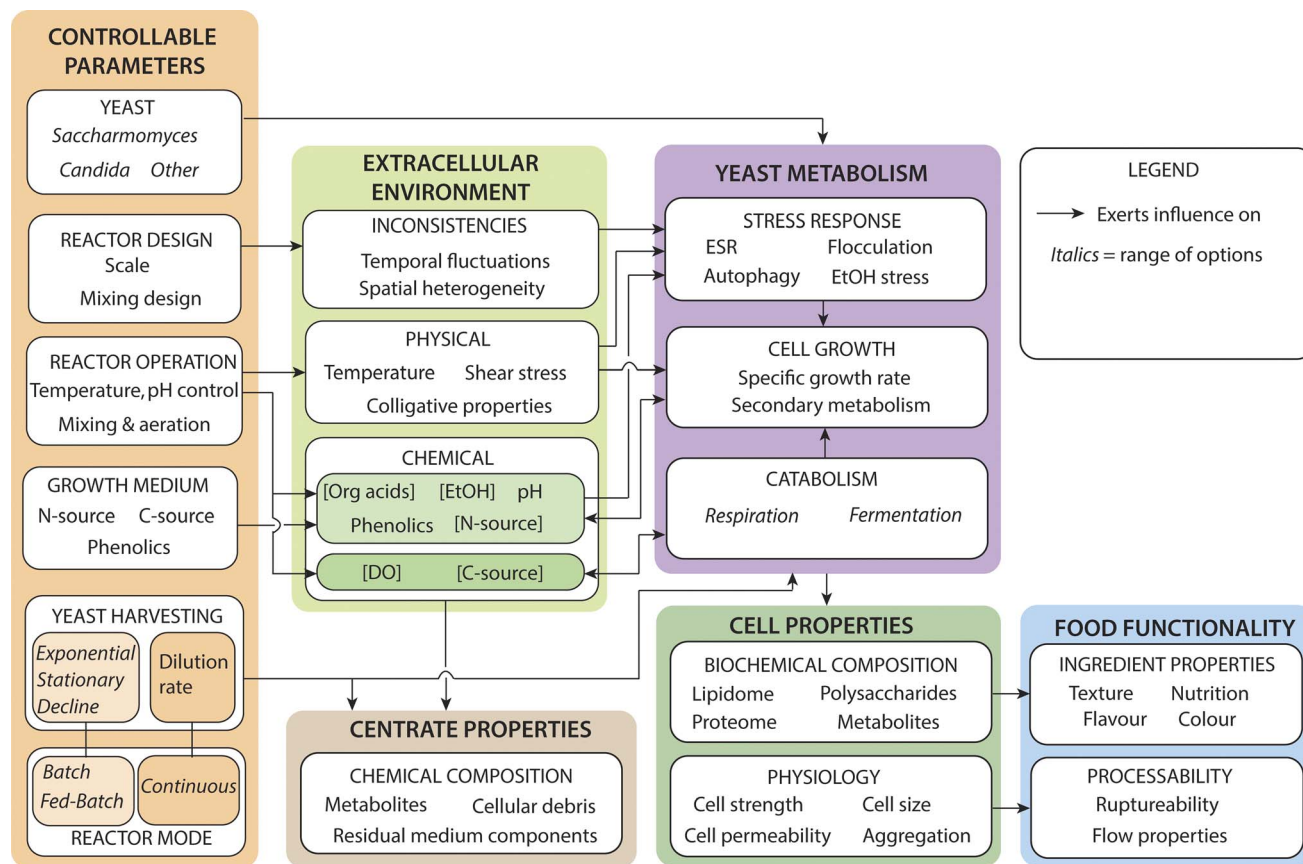 CONTROLLABLE
PARAMETERS
YEAST
Saccharmomyces
Candida Other
REACTOR DESIGN
Scale
Mixing design
REACTOR OPERATION
Temperature, pH control
Mixing & aeration
GROWTH MEDIUM
N-source C-source
Phenolics
YEAST HARVESTING
Exponential
Stationary
Decline
Dilution
rate
Batch
Fed-Batch
Continuous
REACTOR MODE
EXTRACELLULAR
ENVIRONMENT
INCONSISTENCIES
Temporal fluctuations
Spatial heterogeneity
PHYSICAL
Temperature Shear stress
Colligative properties
CHEMICAL
[Org acids] [EtOH] pH
Phenolics [N-source]
[DO] [C-source]
CENTRATE PROPERTIES
CHEMICAL COMPOSITION
Metabolites Cellular debris
Residual medium components
YEAST METABOLISM
STRESS RESPONSE
ESR Flocculation
Autophagy EtOH stress
CELL GROWTH
Specific growth rate
Secondary metabolism
CATABOLISM
Respiration Fermentation
CELL PROPERTIES
BIOCHEMICAL COMPOSITION
Lipidome Polysaccharides
Proteome Metabolites
PHYSIOLOGY
Cell strength Cell size
Cell permeability Aggregation
LEGEND
Exerts influence on
Italics = range of options
FOOD FUNCTIONALITY
INGREDIENT PROPERTIES
Texture Nutrition
Flavour Colour
PROCESSABILITY
Ruptureability
Flow properties